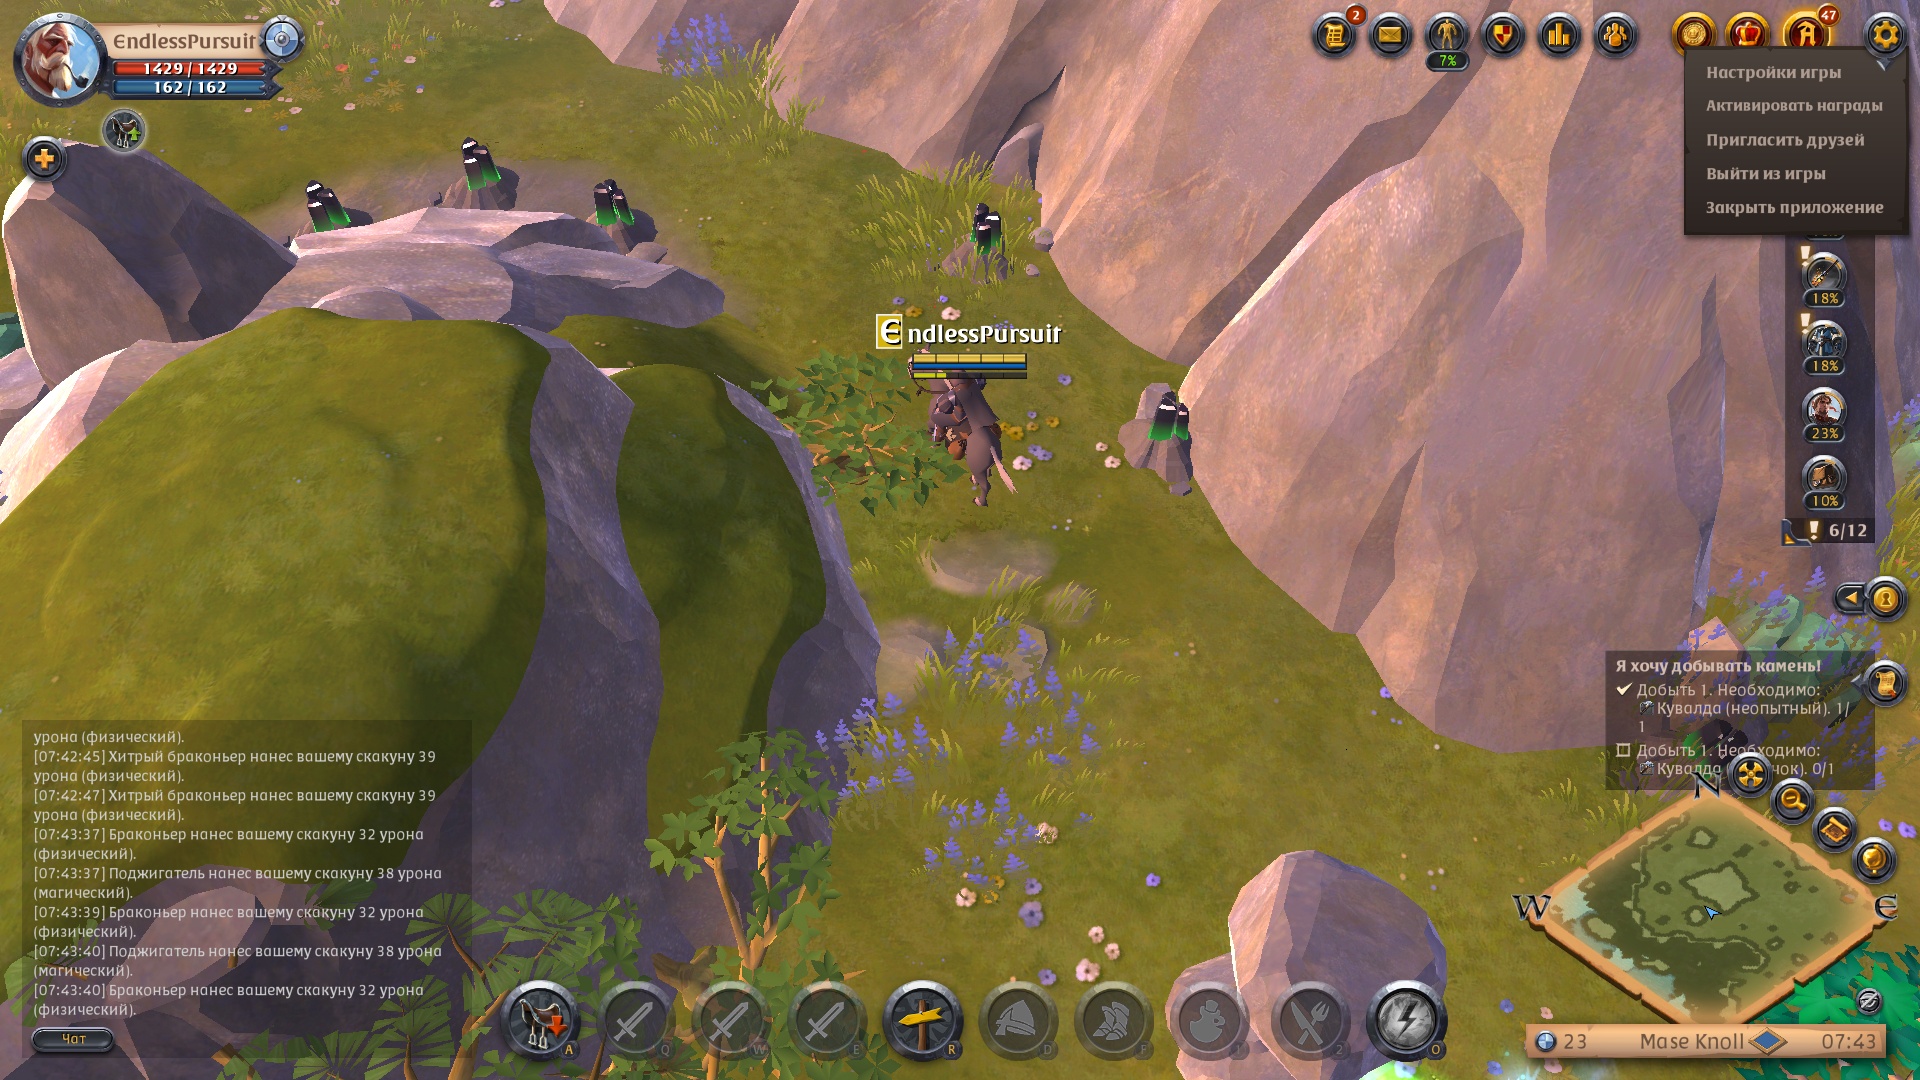 EndlessPursuit
1429 / 1429
162 / 162
2
7%
47
Настройки игры
Активировать награды
Пригласить друзей
Выйти из игры
Закрыть приложение
18%
18%
23%
10%
6/12
EndlessPursuit
Я хочу добывать камень!
Добыть 1. Необходимо:
Кувалда (неопытный). 1/
1
Добыть 1. Необходимо:
0/1
N
W
E
урона (физический).
[07:42:45] Хитрый браконьер нанес вашему скакуну 39
урона (физический).
[07:42:47] Хитрый браконьер нанес вашему скакуну 39
урона (физический).
[07:43:37] Браконьер нанес вашему скакуну 32 урона
(физический).
[07:43:37] Поджигатель нанес вашему скакуну 38 урона
(магический).
[07:43:39] Браконьер нанес вашему скакуну 32 урона
(физический).
[07:43:40] Поджигатель нанес вашему скакуну 38 урона
(магический).
[07:43:40] Браконьер нанес вашему скакуну 32 урона
(физический).
Чат
A
Q
W
E
R
D
F
2
O
23 Mase Knoll 07:43